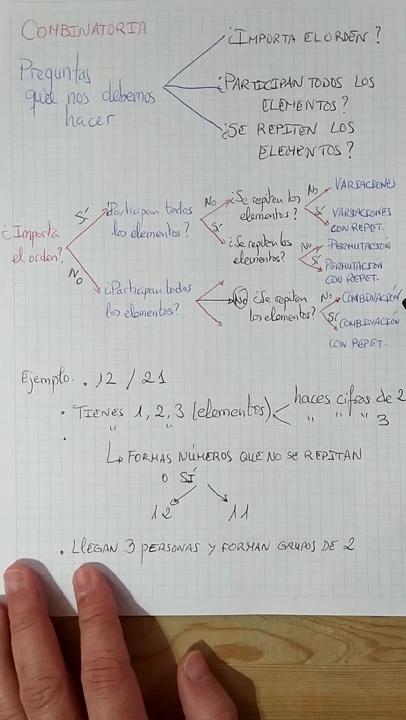 COMBINATORIA
Preguntas
que nos debemos
hacer
¿IMPORTA EL ORDEN?
¿PARTICIPAN TODOS LOS
ELEMENTOS?
¿SE REPITEN LOS
ELEMENTOS?
¿Importa
el orden?
SÍ
¿Participan todos
los elementos?
NO
¿Se repiten los
elementos?
NO
VARIACIONES
SÍ
VARIACIONES
CON REPET.
SÍ
¿Se repiten los
elementos?
NO
PERMUTACIÓN
SÍ
PERMUTACIÓN
CON REPET.
NO
¿Participan todos
los elementos?
NO
¿Se repiten
los elementos?
NO
COMBINACIÓN
SÍ
COMBINACIÓN
CON REPET.
Ejemplo: . 12 / 21
. TIENES 1, 2, 3 (elementos)
haces cifras de 2
" " " 3
" "
.
FORMAS NÚMEROS QUE NO SE REPITAN
O SÍ
12 11
. LLEGAN 3 PERSONAS Y FORMAN GRUPOS DE 2